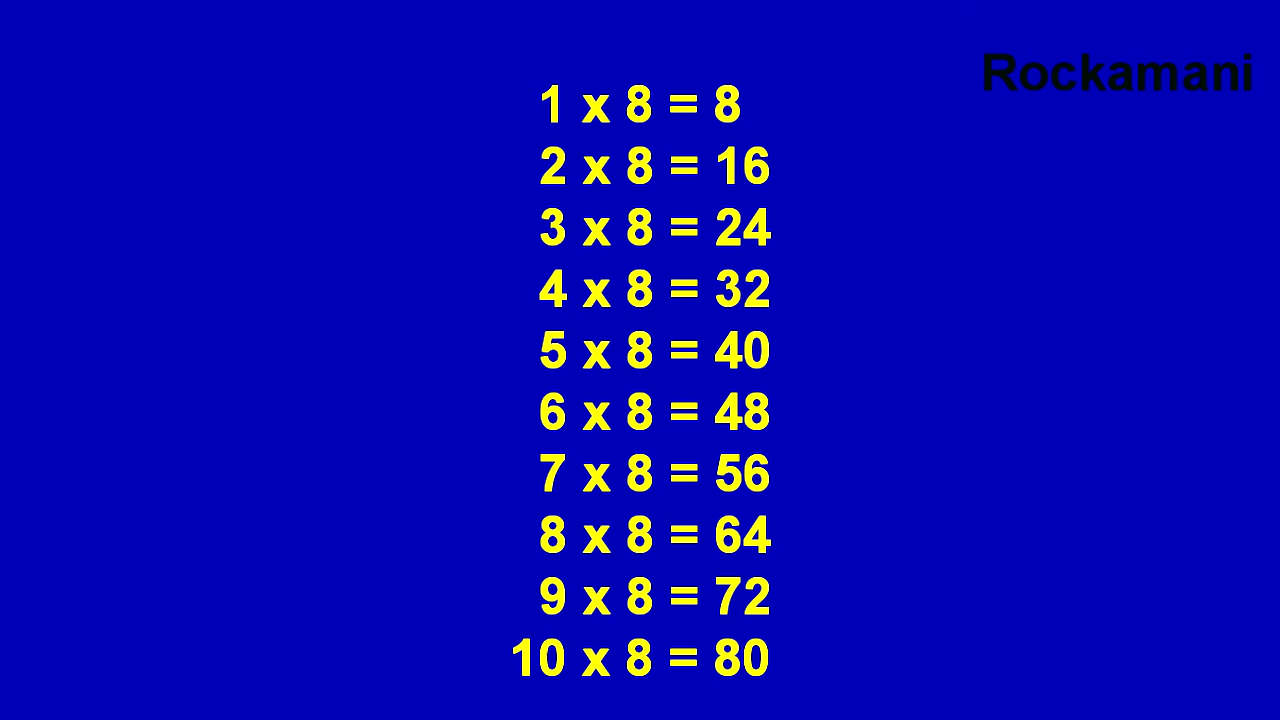 Rockamani
1 x 8 = 8
2 x 8 = 16
3 x 8 = 24
4 x 8 = 32
5 x 8 = 40
6 x 8 = 48
7 x 8 = 56
8 x 8 = 64
9 x 8 = 72
10 x 8 = 80